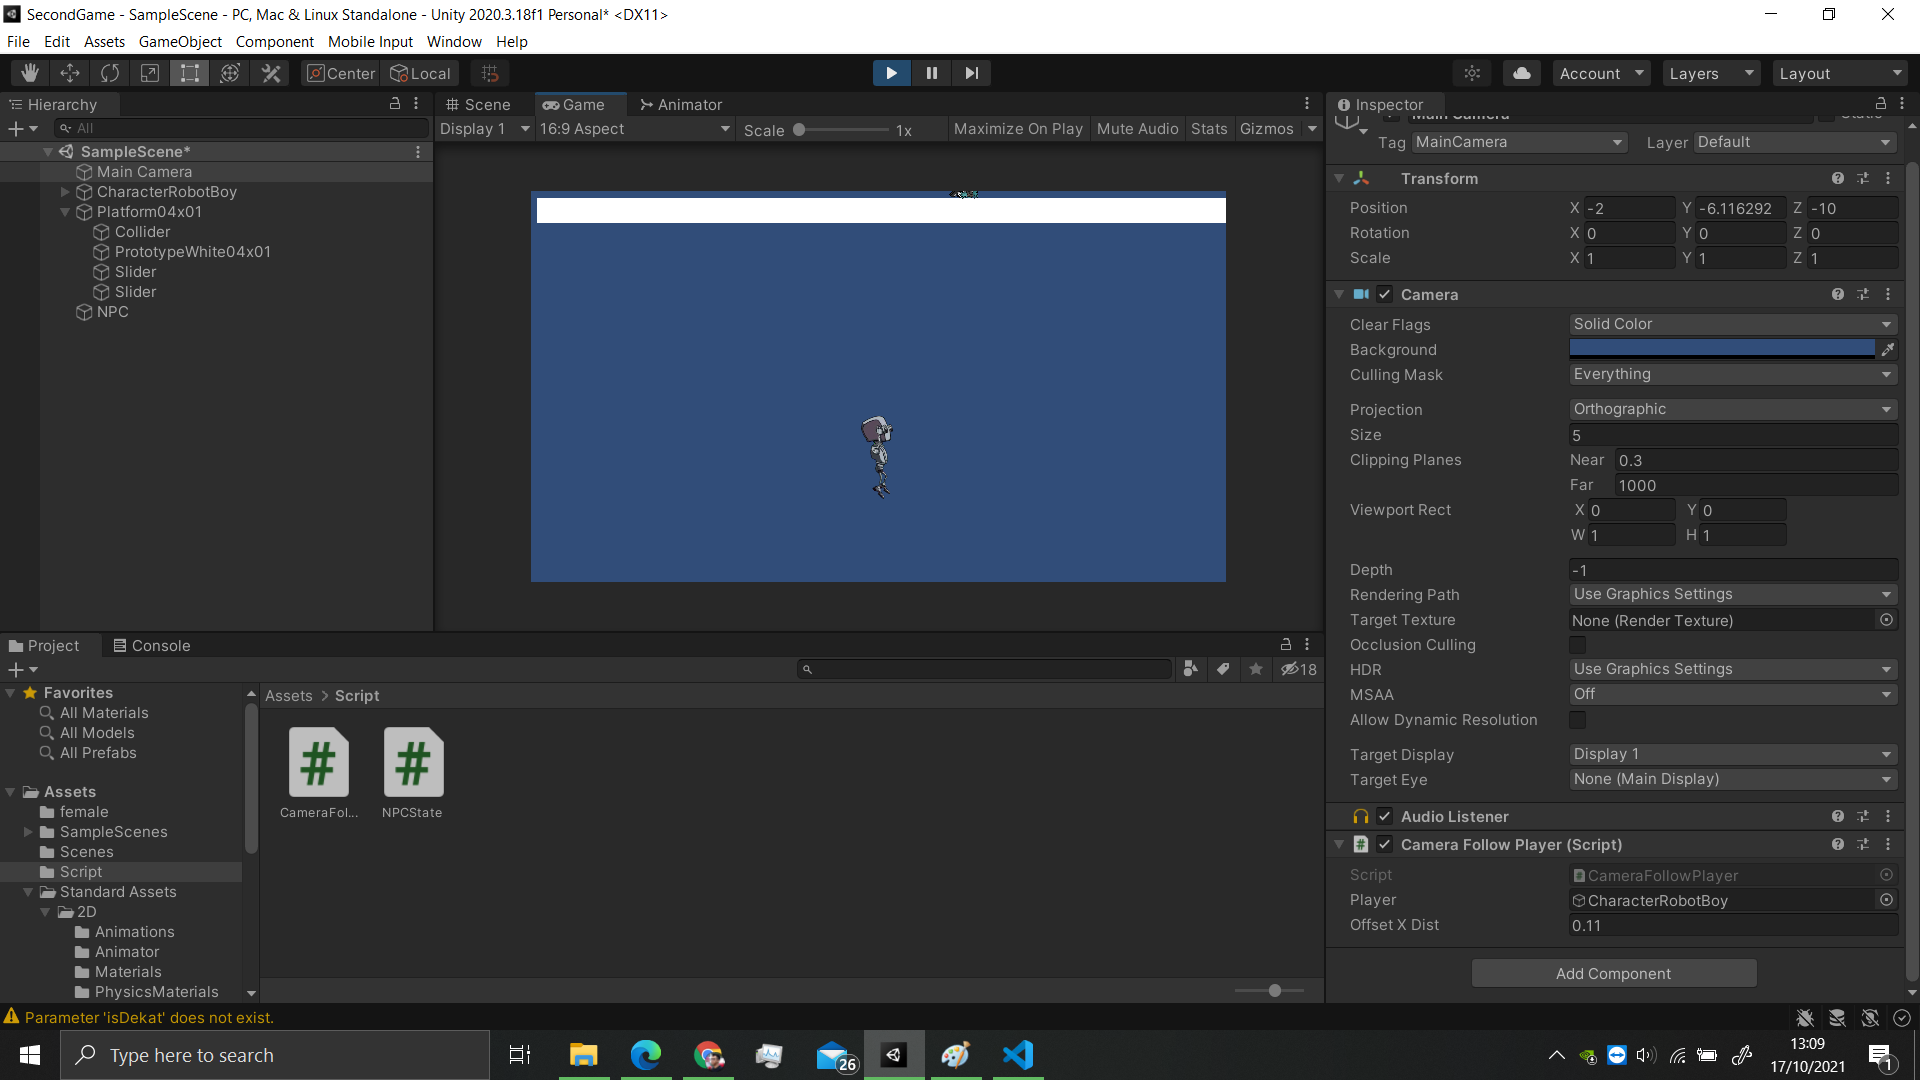 SecondGame - SampleScene - PC, Mac & Linux Standalone - Unity 2020.3.18f1 Personal* <DX11>
File Edit Assets GameObject Component Mobile Input Window Help
Center Local Account Layers Layout
Hierarchy
All
SampleScene*
Main Camera
CharacterRobotBoy
Platform04x01
Collider
PrototypeWhite04x01
Slider
Slider
NPC
Scene Game Animator
Display 1 16:9 Aspect Scale 1x Maximize On Play Mute Audio Stats Gizmos
Inspector
Main Camera Static
Tag MainCamera Layer Default
Transform
Position X -2 Y -6.116292 Z -10
Rotation X 0 Y 0 Z 0
Scale X 1 Y 1 Z 1
Camera
Clear Flags Solid Color
Background
Culling Mask Everything
Projection Orthographic
Size 5
Clipping Planes Near 0.3
Far 1000
Viewport Rect X 0 Y 0
W 1 H 1
Depth -1
Rendering Path Use Graphics Settings
Target Texture None (Render Texture)
Occlusion Culling
HDR Use Graphics Settings
MSAA Off
Allow Dynamic Resolution
Target Display Display 1
Target Eye None (Main Display)
Audio Listener
Camera Follow Player (Script)
Script CameraFollowPlayer
Player CharacterRobotBoy
Offset X Dist 0.11
Add Component
Project Console
18
Favorites
All Materials
All Models
All Prefabs
Assets
female
SampleScenes
Scenes
Script
Standard Assets
2D
Animations
Animator
Materials
PhysicsMaterials
Assets > Script
CameraFol... NPCState
Parameter 'isDekat' does not exist.
Type here to search
26
13:09
17/10/2021
1